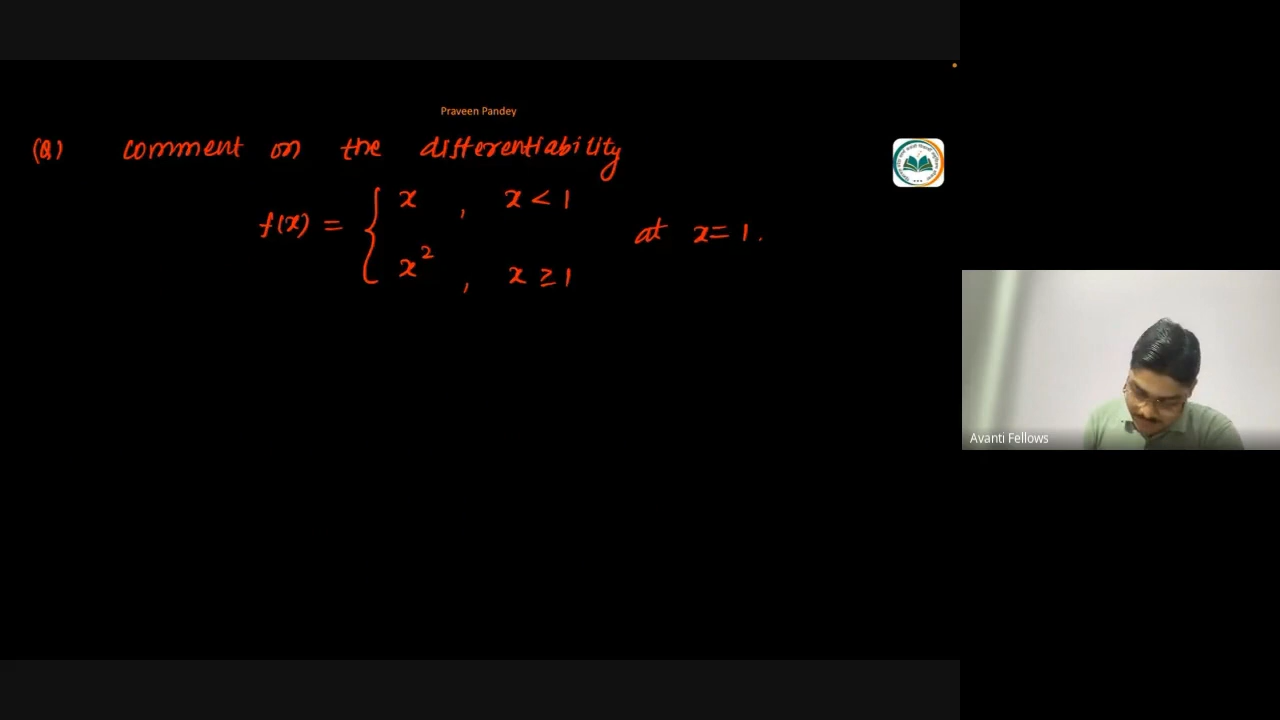 Praveen Pandey
(Q) comment on the differentiability
f(x) = { x , x < 1
x² , x ≥ 1
at x = 1.
Avanti Fellows